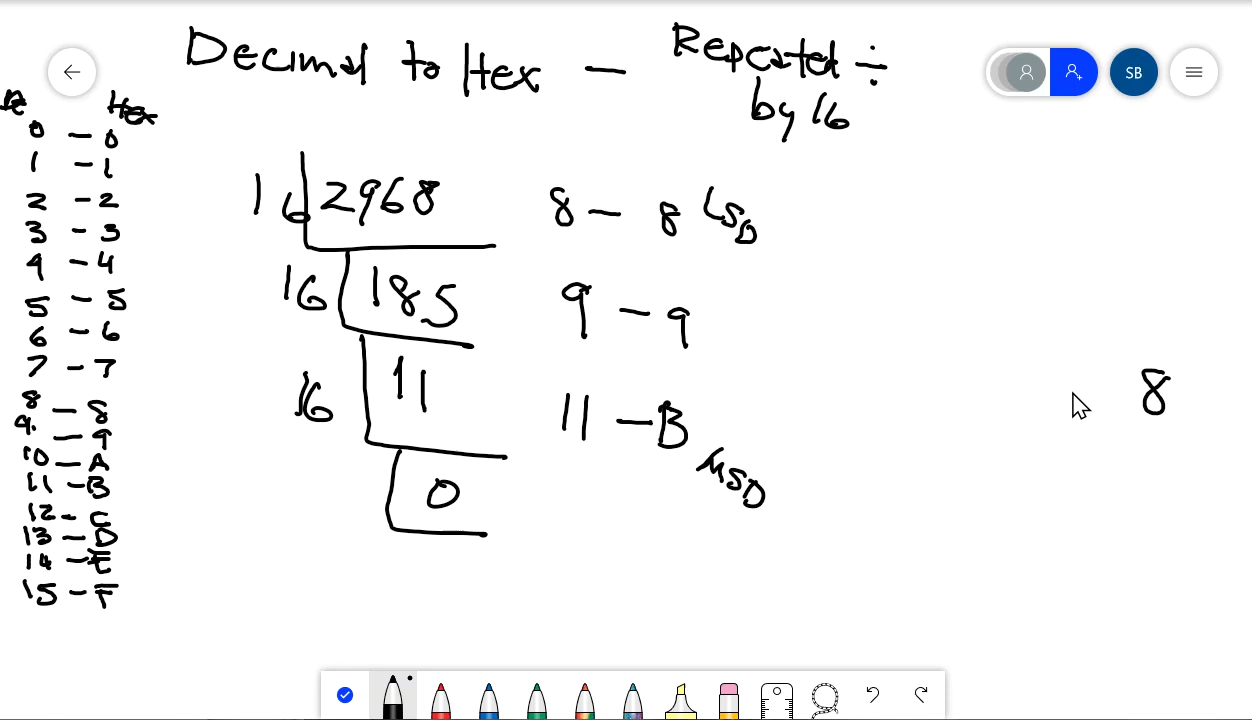 Decimal to Hex — Repeated ÷
by 16
SB
De Hex
0 — 0
1 — 1
2 — 2
3 — 3
4 — 4
5 — 5
6 — 6
7 — 7
8 — 8
9. — 9
10 — A
11 — B
12 — C
13 — D
14 — E
15 — F
16 2968 8 — 8 LSD
16 185 9 — 9
16 11 11 — B MSD
0
8